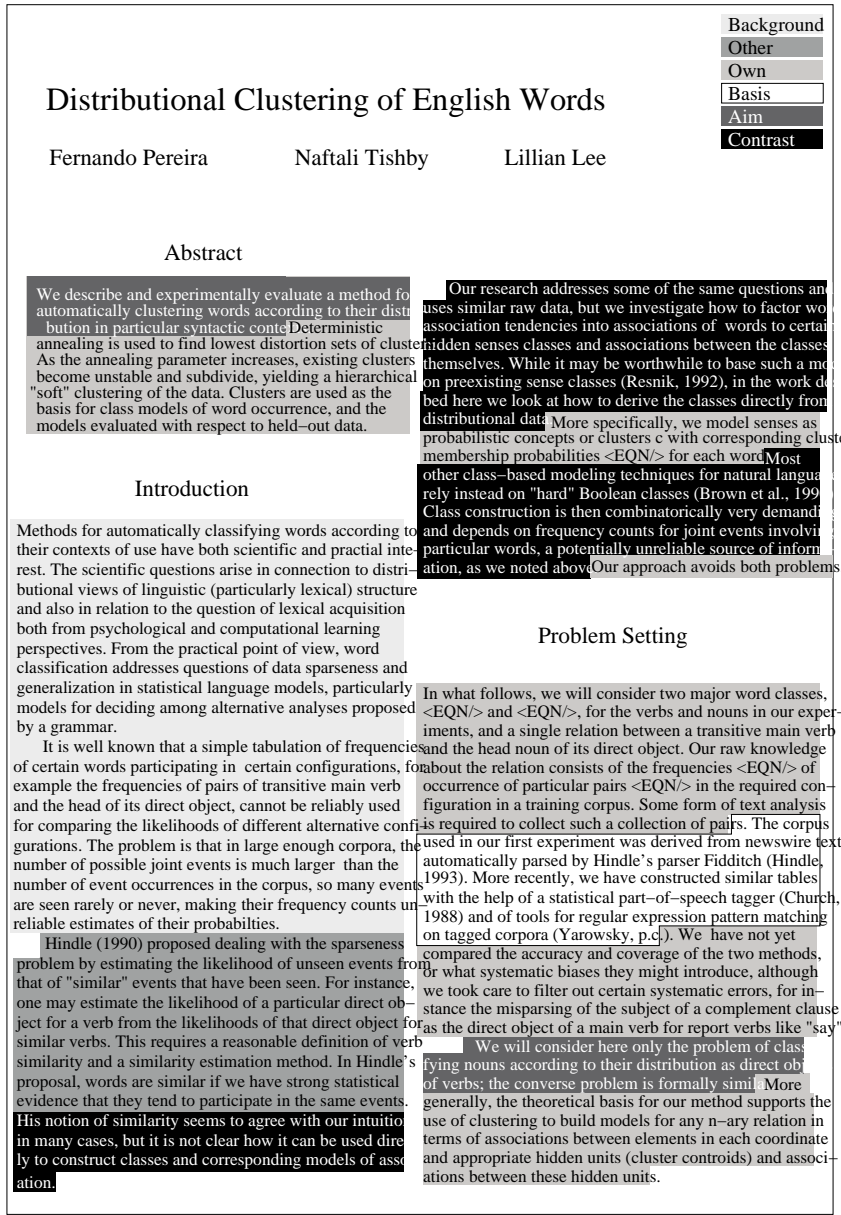 Background
Other
Own
Basis
Aim
Contrast
Distributional Clustering of English Words
Fernando Pereira Naftali Tishby Lillian Lee
Abstract
We describe and experimentally evaluate a method fo
automatically clustering words according to their distr
bution in particular syntactic conte Deterministic
annealing is used to find lowest distortion sets of cluster
As the annealing parameter increases, existing clusters
become unstable and subdivide, yielding a hierarchical
"soft" clustering of the data. Clusters are used as the
basis for class models of word occurrence, and the
models evaluated with respect to held−out data.
Introduction
Methods for automatically classifying words according to
their contexts of use have both scientific and practial inte−
rest. The scientific questions arise in connection to distri−
butional views of linguistic (particularly lexical) structure
and also in relation to the question of lexical acquisition
both from psychological and computational learning
perspectives. From the practical point of view, word
classification addresses questions of data sparseness and
generalization in statistical language models, particularly
models for deciding among alternative analyses proposed
by a grammar.
It is well known that a simple tabulation of frequencies
of certain words participating in certain configurations, for
example the frequencies of pairs of transitive main verb
and the head of its direct object, cannot be reliably used
for comparing the likelihoods of different alternative confi−
gurations. The problem is that in large enough corpora, the
number of possible joint events is much larger than the
number of event occurrences in the corpus, so many events
are seen rarely or never, making their frequency counts un−
reliable estimates of their probabilties.
Hindle (1990) proposed dealing with the sparseness
problem by estimating the likelihood of unseen events from
that of "similar" events that have been seen. For instance,
one may estimate the likelihood of a particular direct ob−
ject for a verb from the likelihoods of that direct object for
similar verbs. This requires a reasonable definition of verb
similarity and a similarity estimation method. In Hindle's
proposal, words are similar if we have strong statistical
evidence that they tend to participate in the same events.
His notion of similarity seems to agree with our intuitio
in many cases, but it is not clear how it can be used dire
ly to construct classes and corresponding models of asso
ation.
Our research addresses some of the same questions and
uses similar raw data, but we investigate how to factor wo
association tendencies into associations of words to certain
hidden senses classes and associations between the classes
themselves. While it may be worthwhile to base such a mo
on preexisting sense classes (Resnik, 1992), in the work de
bed here we look at how to derive the classes directly from
distributional data. More specifically, we model senses as
probabilistic concepts or clusters c with corresponding cluste
membership probabilities <EQN/> for each word Most
other class−based modeling techniques for natural langua
rely instead on "hard" Boolean classes (Brown et al., 199
Class construction is then combinatorically very demandi
and depends on frequency counts for joint events involvi
particular words, a potentially unreliable source of inform
ation, as we noted above Our approach avoids both problems
Problem Setting
In what follows, we will consider two major word classes,
<EQN/> and <EQN/>, for the verbs and nouns in our exper−
iments, and a single relation between a transitive main verb
and the head noun of its direct object. Our raw knowledge
about the relation consists of the frequencies <EQN/> of
occurrence of particular pairs <EQN/> in the required con−
figuration in a training corpus. Some form of text analysis
is required to collect such a collection of pairs. The corpus
used in our first experiment was derived from newswire text
automatically parsed by Hindle's parser Fidditch (Hindle,
1993). More recently, we have constructed similar tables
with the help of a statistical part−of−speech tagger (Church,
1988) and of tools for regular expression pattern matching
on tagged corpora (Yarowsky, p.c.). We have not yet
compared the accuracy and coverage of the two methods,
or what systematic biases they might introduce, although
we took care to filter out certain systematic errors, for in−
stance the misparsing of the subject of a complement clause
as the direct object of a main verb for report verbs like "say"
We will consider here only the problem of class
fying nouns according to their distribution as direct obj
of verbs; the converse problem is formally simila More
generally, the theoretical basis for our method supports the
use of clustering to build models for any n−ary relation in
terms of associations between elements in each coordinate
and appropriate hidden units (cluster controids) and associ−
ations between these hidden units.